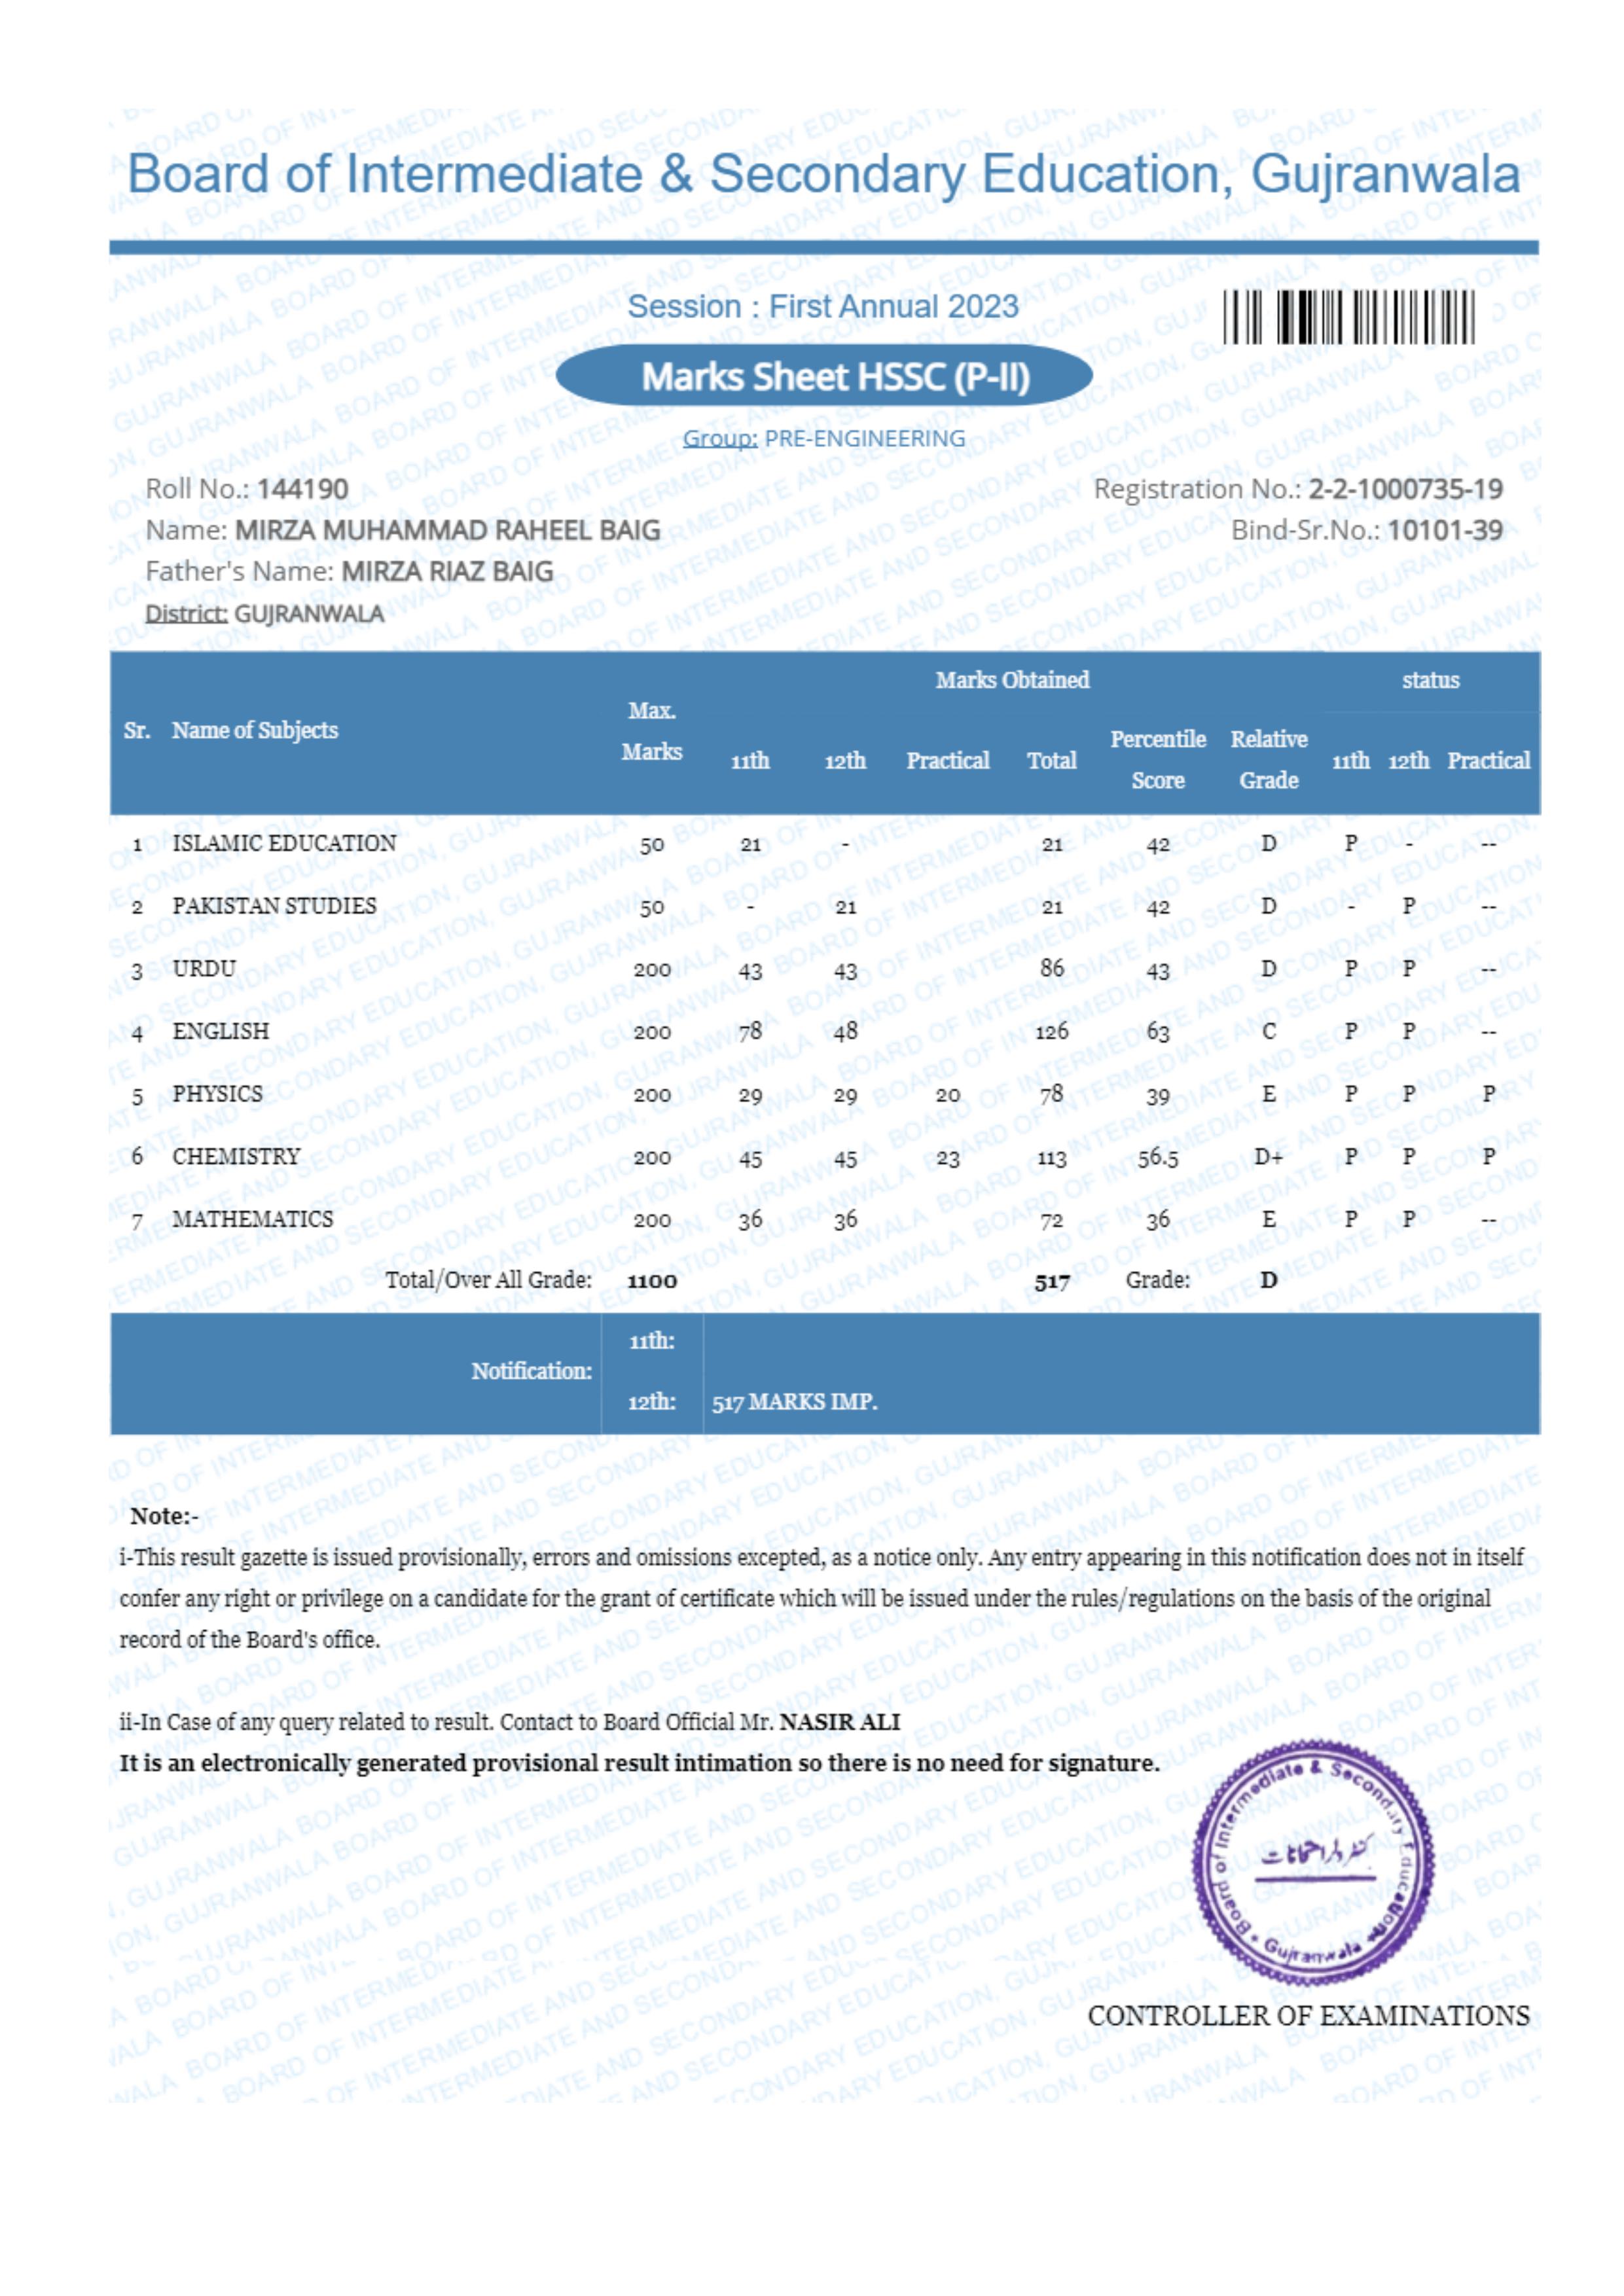 Board of Intermediate & Secondary Education, Gujranwala
Session : First Annual 2023
Marks Sheet HSSC (P-II)
Group: PRE-ENGINEERING
Roll No.: 144190 Registration No.: 2-2-1000735-19
Name: MIRZA MUHAMMAD RAHEEL BAIG Bind-Sr.No.: 10101-39
Father's Name: MIRZA RIAZ BAIG
District: GUJRANWALA
Marks Obtained status
Sr. Name of Subjects Max. Marks 11th 12th Practical Total Percentile Score Relative Grade 11th 12th Practical
1 ISLAMIC EDUCATION 50 21 - 21 42 D P - --
2 PAKISTAN STUDIES 50 - 21 21 42 D - P --
3 URDU 200 43 43 86 43 D P P --
4 ENGLISH 200 78 48 126 63 C P P --
5 PHYSICS 200 29 29 20 78 39 E P P P
6 CHEMISTRY 200 45 45 23 113 56.5 D+ P P P
7 MATHEMATICS 200 36 36 72 36 E P P --
Total/Over All Grade: 1100 517 Grade: D
Notification: 11th:
12th: 517 MARKS IMP.
Note:-
i-This result gazette is issued provisionally, errors and omissions excepted, as a notice only. Any entry appearing in this notification does not in itself
confer any right or privilege on a candidate for the grant of certificate which will be issued under the rules/regulations on the basis of the original
record of the Board's office.
ii-In Case of any query related to result. Contact to Board Official Mr. NASIR ALI
It is an electronically generated provisional result intimation so there is no need for signature.
Board of Intermediate & Secondary Education
کنٹرولر امتحانات
Gujranwala
CONTROLLER OF EXAMINATIONS